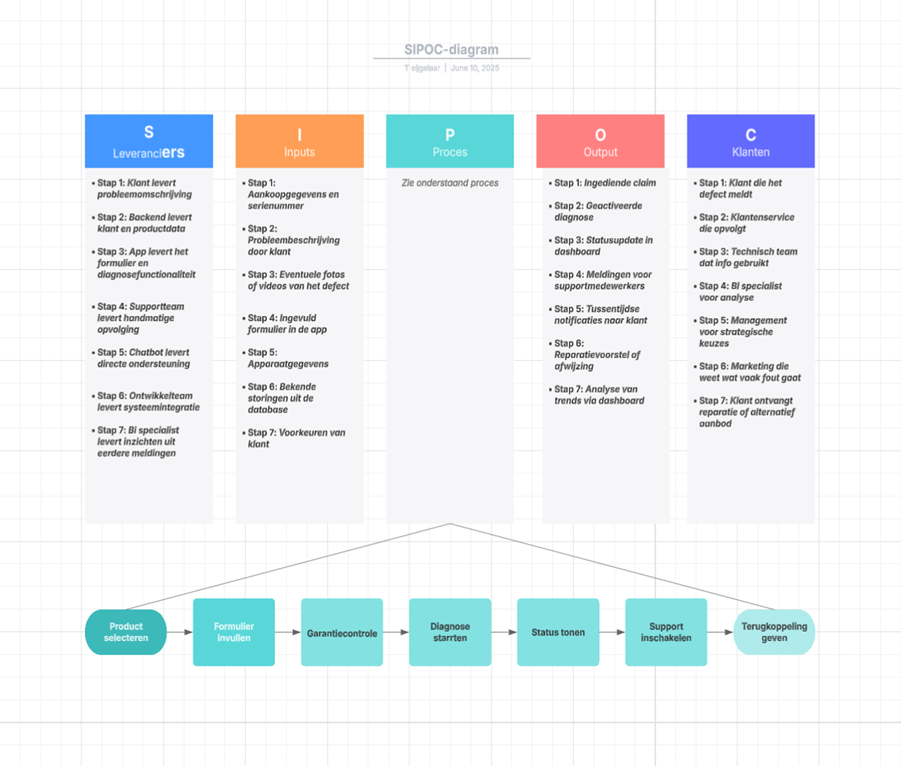 SIPOC-diagram
T eijgelaar | June 10, 2025
S
Leveranciers
• Stap 1: Klant levert
probleemomschrijving
• Stap 2: Backend levert
klant en productdata
• Stap 3: App levert het
formulier en
diagnosefunctionaliteit
• Stap 4: Supportteam
levert handmatige
opvolging
• Stap 5: Chatbot levert
directe ondersteuning
• Stap 6: Ontwikkelteam
levert systeemintegratie
• Stap 7: Bi specialist
levert inzichten uit
eerdere meldingen
I
Inputs
• Stap 1:
Aankoopgegevens en
serienummer
• Stap 2:
Probleembeschrijving
door klant
• Stap 3: Eventuele fotos
of videos van het defect
• Stap 4: Ingevuld
formulier in de app
• Stap 5:
Apparaatgegevens
• Stap 6: Bekende
storingen uit de
database
• Stap 7: Voorkeuren van
klant
P
Proces
Zie onderstaand proces
O
Output
• Stap 1: Ingediende claim
• Stap 2: Geactiveerde
diagnose
• Stap 3: Statusupdate in
dashboard
• Stap 4: Meldingen voor
supportmedewerkers
• Stap 5: Tussentijdse
notificaties naar klant
• Stap 6:
Reparatievoorstel of
afwijzing
• Stap 7: Analyse van
trends via dashboard
C
Klanten
• Stap 1: Klant die het
defect meldt
• Stap 2: Klantenservice
die opvolgt
• Stap 3: Technisch team
dat info gebruikt
• Stap 4: BI specialist
voor analyse
• Stap 5: Management
voor strategische
keuzes
• Stap 6: Marketing die
weet wat vaak fout gaat
• Stap 7: Klant ontvangt
reparatie of alternatief
aanbod
Product
selecteren
Formulier
invullen
Garantiecontrole
Diagnose
starrten
Status tonen
Support
inschakelen
Terugkoppeling
geven